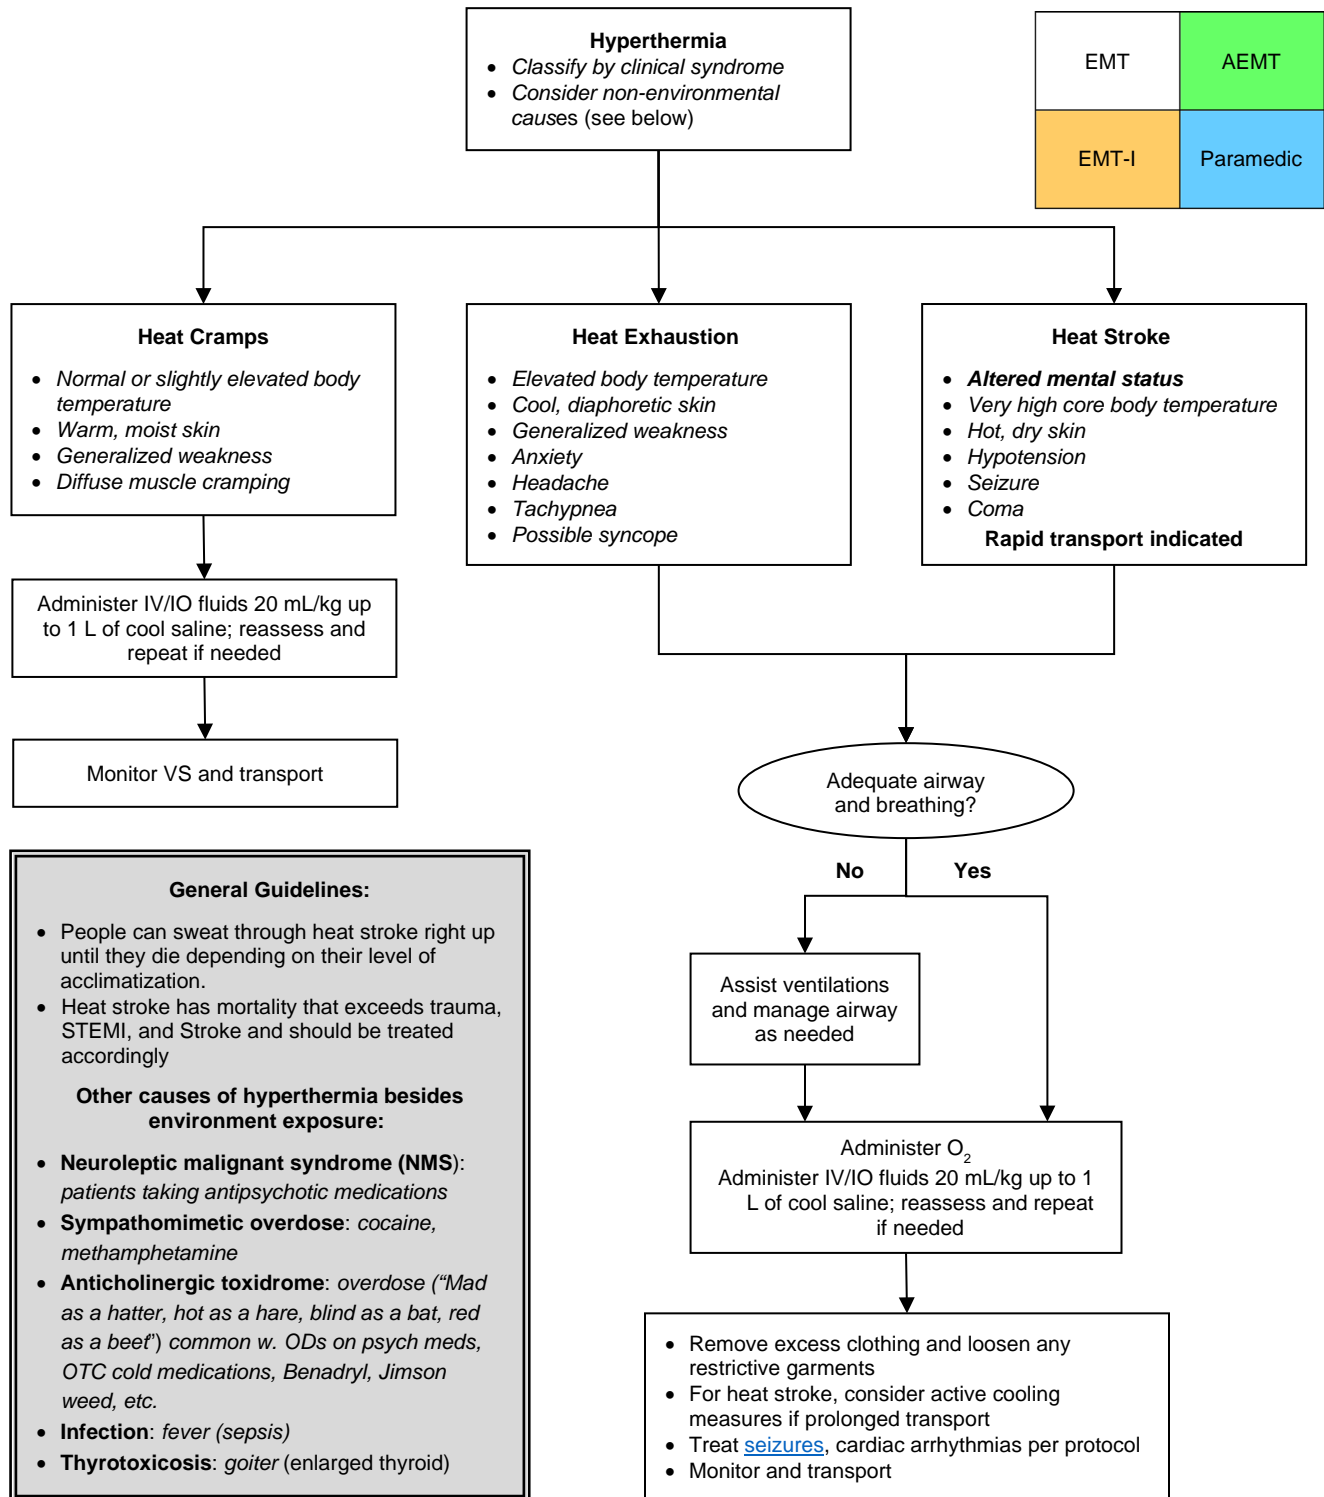 Hyperthermia
• Classify by clinical syndrome
• Consider non-environmental
causes (see below)
EMT
AEMT
EMT-I
Paramedic
Heat Cramps
• Normal or slightly elevated body
temperature
• Warm, moist skin
• Generalized weakness
• Diffuse muscle cramping
Heat Exhaustion
• Elevated body temperature
• Cool, diaphoretic skin
• Generalized weakness
• Anxiety
• Headache
• Tachypnea
• Possible syncope
Heat Stroke
• Altered mental status
• Very high core body temperature
• Hot, dry skin
• Hypotension
• Seizure
• Coma
Rapid transport indicated
Administer IV/IO fluids 20 mL/kg up
to 1 L of cool saline; reassess and
repeat if needed
Monitor VS and transport
Adequate airway
and breathing?
No
Yes
Assist ventilations
and manage airway
as needed
Administer O2
Administer IV/IO fluids 20 mL/kg up to 1
L of cool saline; reassess and repeat
if needed
• Remove excess clothing and loosen any
restrictive garments
• For heat stroke, consider active cooling
measures if prolonged transport
• Treat seizures, cardiac arrhythmias per protocol
• Monitor and transport
General Guidelines:
• People can sweat through heat stroke right up
until they die depending on their level of
acclimatization.
• Heat stroke has mortality that exceeds trauma,
STEMI, and Stroke and should be treated
accordingly
Other causes of hyperthermia besides
environment exposure:
• Neuroleptic malignant syndrome (NMS):
patients taking antipsychotic medications
• Sympathomimetic overdose: cocaine,
methamphetamine
• Anticholinergic toxidrome: overdose (“Mad
as a hatter, hot as a hare, blind as a bat, red
as a beet”) common w. ODs on psych meds,
OTC cold medications, Benadryl, Jimson
weed, etc.
• Infection: fever (sepsis)
• Thyrotoxicosis: goiter (enlarged thyroid)